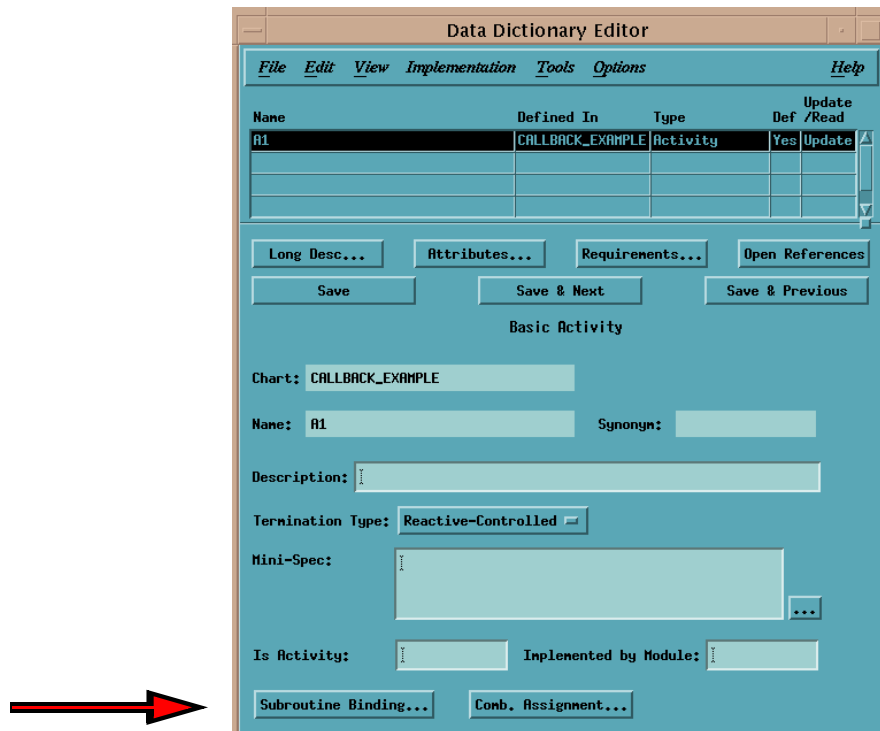 Data Dictionary Editor
File Edit View Implementation Tools Options Help
Name Defined In Type Def Update /Read
A1 CALLBACK_EXAMPLE Activity Yes Update
Long Desc... Attributes... Requirements... Open References
Save Save & Next Save & Previous
Basic Activity
Chart: CALLBACK_EXAMPLE
Name: A1 Synonym:
Description:
Termination Type: Reactive-Controlled
Mini-Spec:
...
Is Activity: Implemented by Module:
Subroutine Binding... Comb. Assignment...